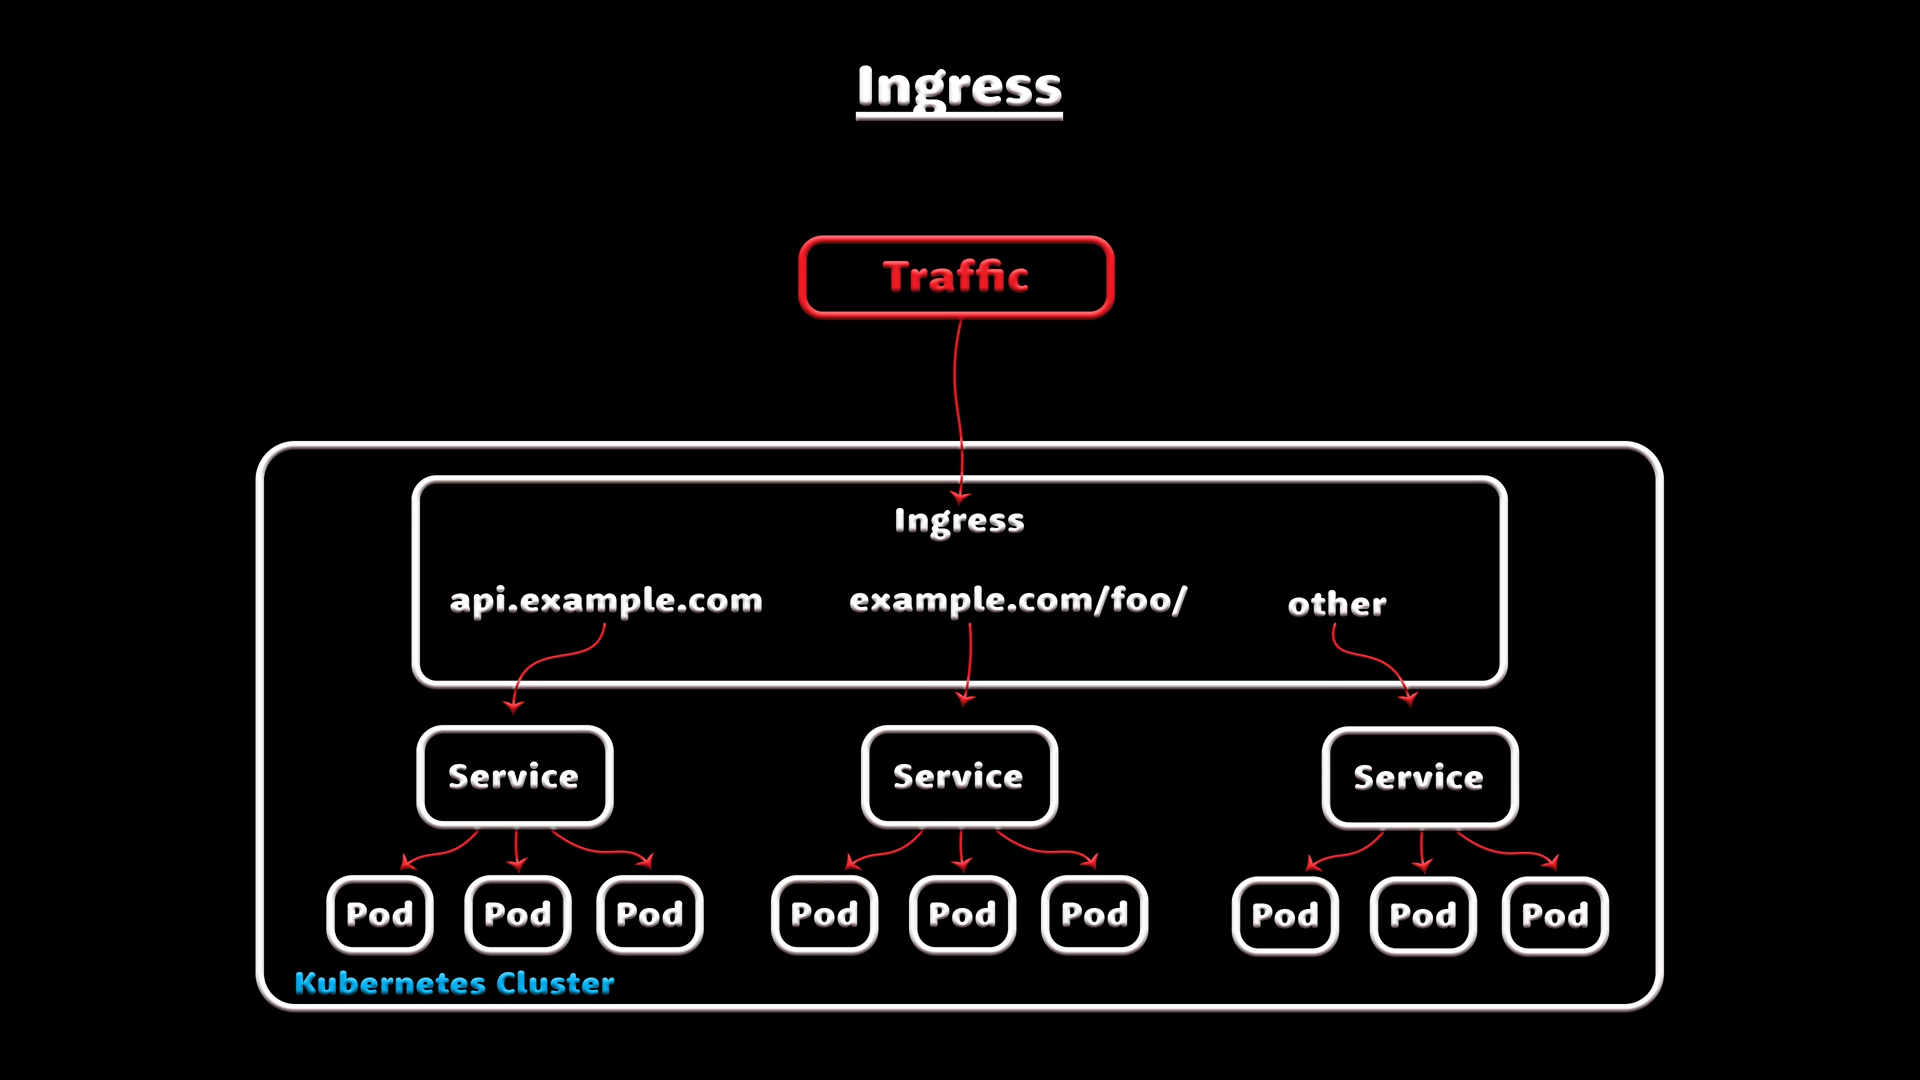 Ingress
Traffic
Ingress
api.example.com
example.com/foo/
other
Service
Service
Service
Pod
Pod
Pod
Pod
Pod
Pod
Pod
Pod
Pod
Kubernetes Cluster